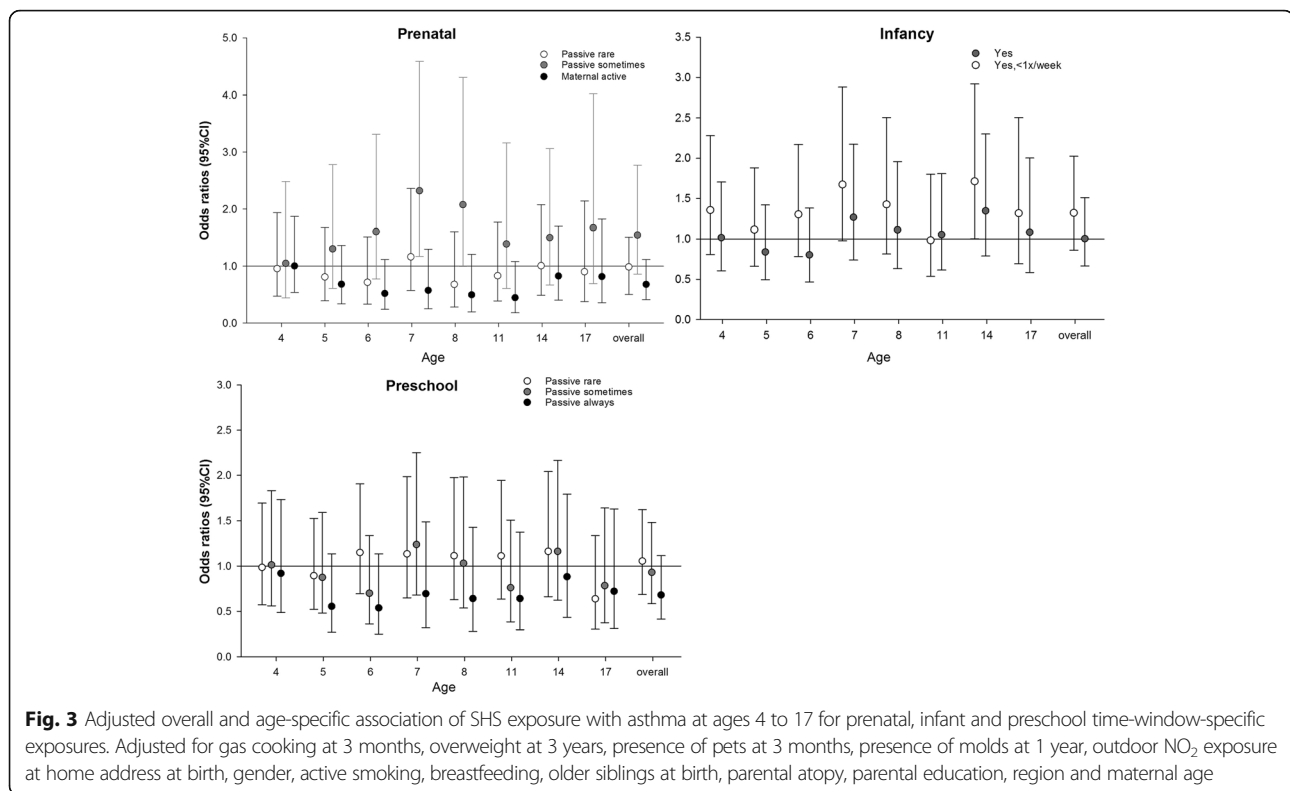 Prenatal
Passive rare
Passive sometimes
Maternal active
Odds ratios (95%CI)
5.0
4.0
3.0
2.0
1.0
0.0
4 5 6 7 8 11 14 17 overall
Age
Infancy
Yes
Yes,<1x/week
3.5
3.0
2.5
2.0
1.5
1.0
0.5
0.0
4 5 6 7 8 11 14 17 overall
Age
Preschool
Passive rare
Passive sometimes
Passive always
Odds ratios (95%CI)
3.0
2.5
2.0
1.5
1.0
0.5
0.0
4 5 6 7 8 11 14 17 overall
Age
Fig. 3 Adjusted overall and age-specific association of SHS exposure with asthma at ages 4 to 17 for prenatal, infant and preschool time-window-specific
exposures. Adjusted for gas cooking at 3 months, overweight at 3 years, presence of pets at 3 months, presence of molds at 1 year, outdoor NO₂ exposure
at home address at birth, gender, active smoking, breastfeeding, older siblings at birth, parental atopy, parental education, region and maternal age